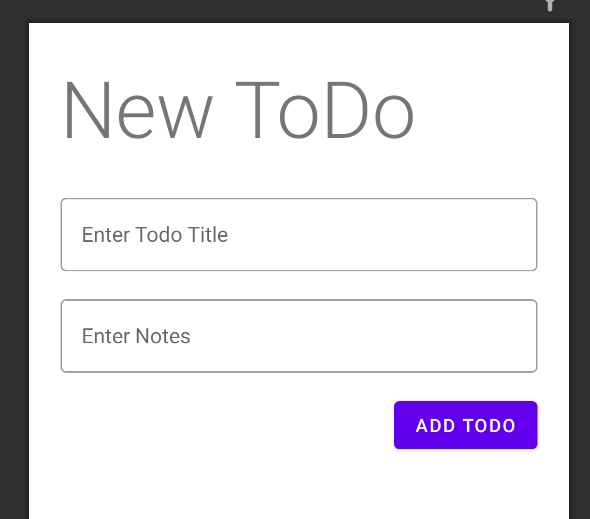 New ToDo
Enter Todo Title
Enter Notes
ADD TODO